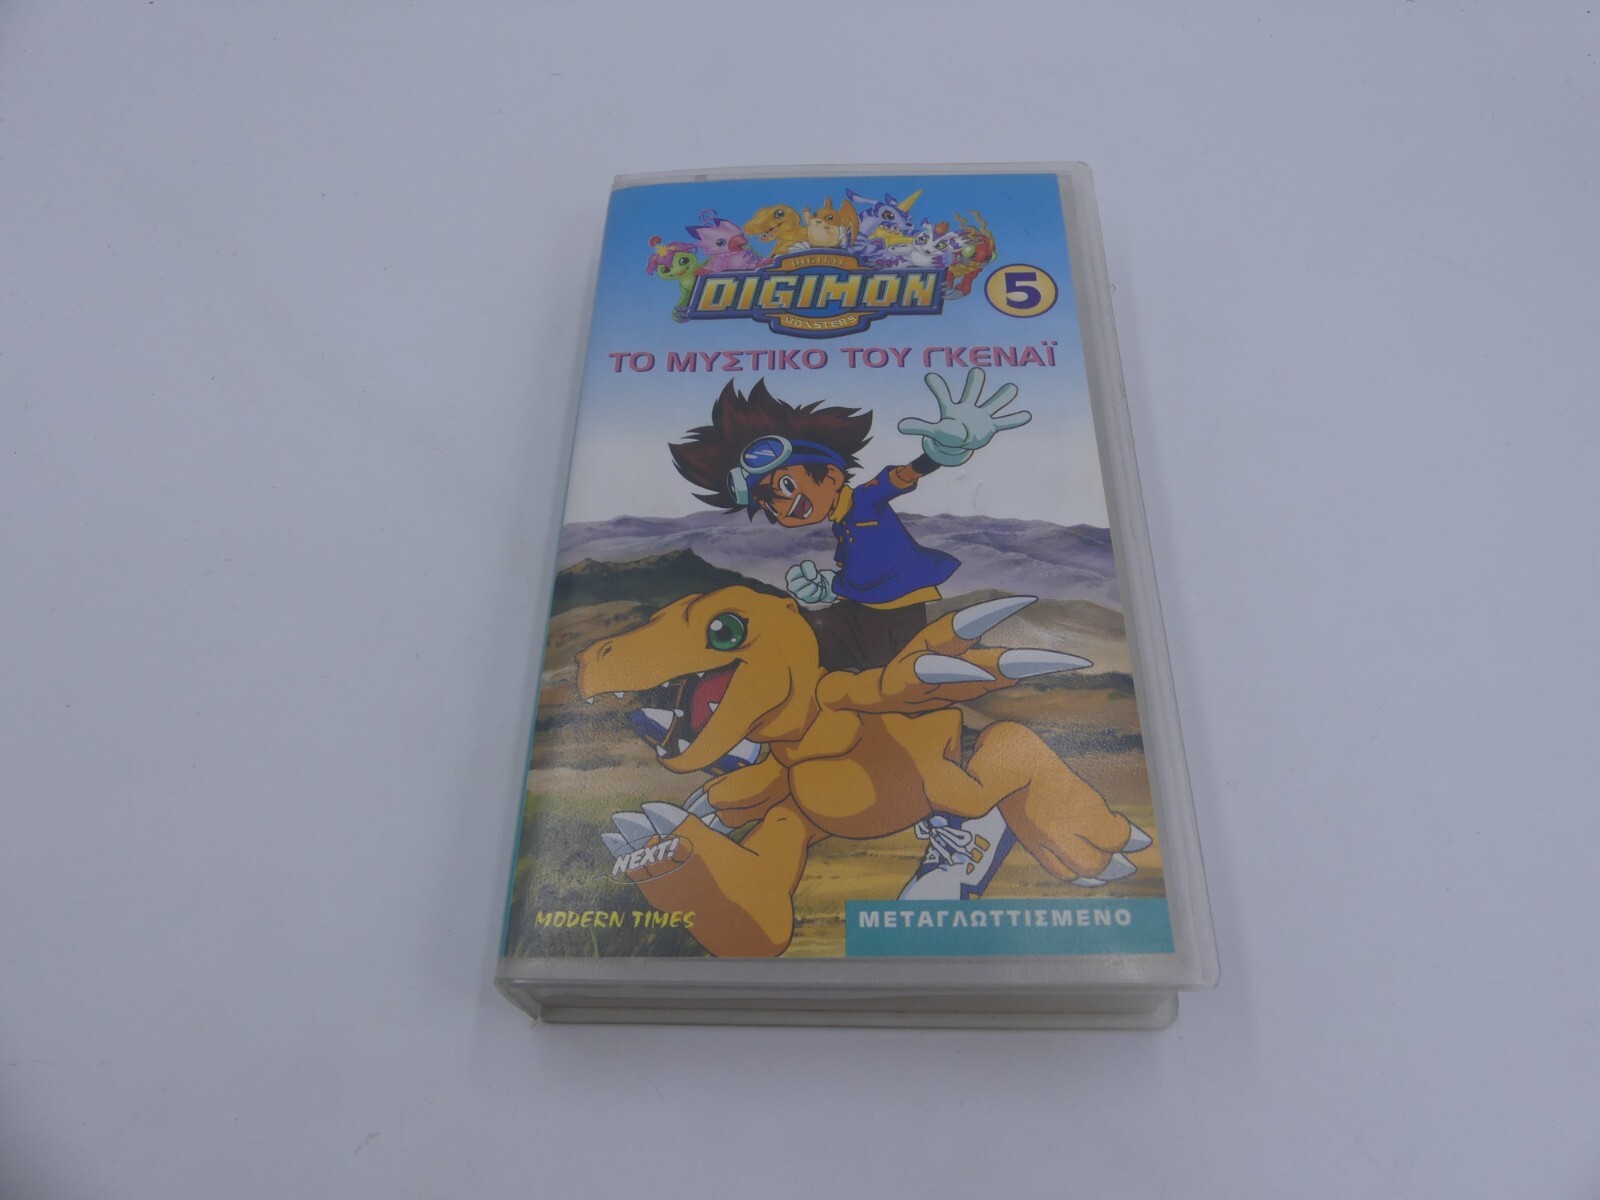 DIGITAL
DIGIMON
MONSTERS
5
ΤΟ ΜΥΣΤΙΚΟ ΤΟΥ ΓΚΕΝΑΪ
NEXT!
MODERN TIMES
ΜΕΤΑΓΛΩΤΤΙΣΜΕΝΟ